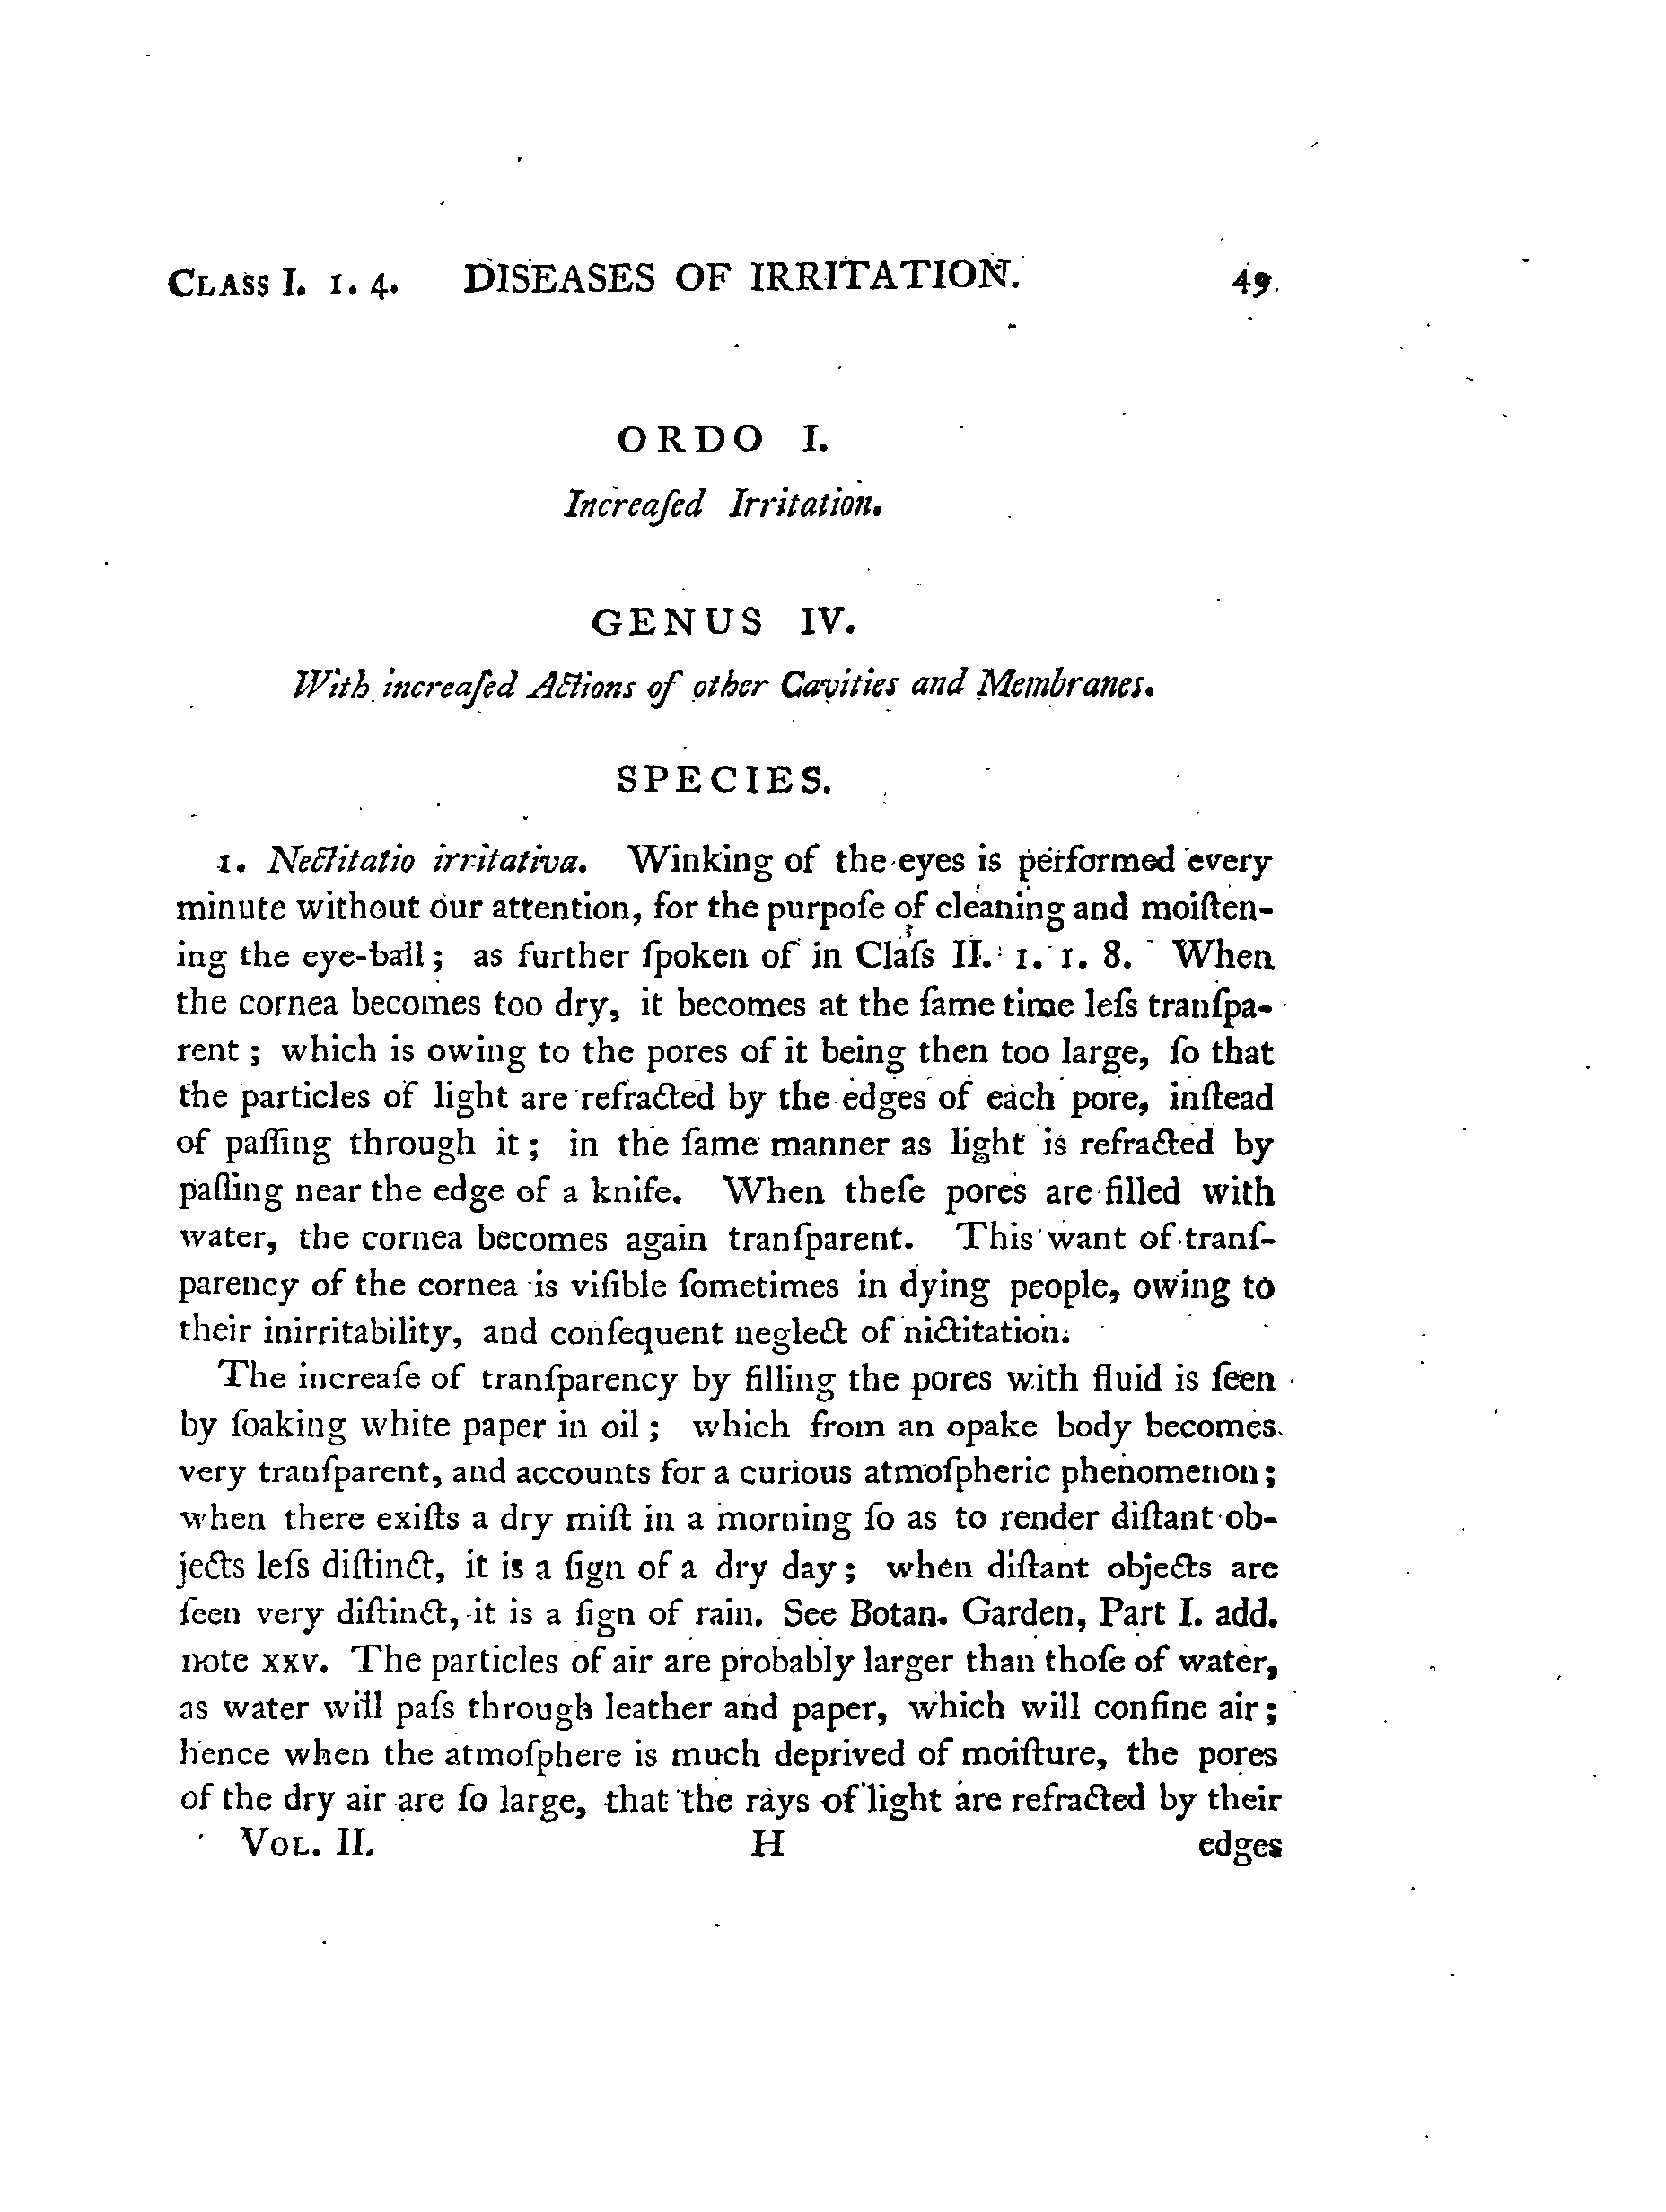 CLASS I. 1. 4. DISEASES OF IRRITATION. 49
ORDO I.
Increaſed Irritation.
GENUS IV.
With increaſed Actions of other Cavities and Membranes.
SPECIES.
1. Nectitatio irritativa. Winking of the eyes is performed every
minute without our attention, for the purpoſe of cleaning and moiſten-
ing the eye-ball; as further ſpoken of in Claſs II. 1. 1. 8. When
the cornea becomes too dry, it becomes at the ſame time leſs tranſpa-
rent; which is owing to the pores of it being then too large, ſo that
the particles of light are refracted by the edges of each pore, inſtead
of paſſing through it; in the ſame manner as light is refracted by
paſſing near the edge of a knife. When theſe pores are filled with
water, the cornea becomes again tranſparent. This want of tranſ-
parency of the cornea is viſible ſometimes in dying people, owing to
their inirritability, and conſequent neglect of nictitation.
The increaſe of tranſparency by filling the pores with fluid is ſeen
by ſoaking white paper in oil; which from an opake body becomes
very tranſparent, and accounts for a curious atmoſpheric phenomenon;
when there exiſts a dry miſt in a morning ſo as to render diſtant ob-
jects leſs diſtinct, it is a ſign of a dry day; when diſtant objects are
ſeen very diſtinct, it is a ſign of rain. See Botan. Garden, Part I. add.
note XXV. The particles of air are probably larger than thoſe of water,
as water will paſs through leather and paper, which will confine air;
hence when the atmoſphere is much deprived of moiſture, the pores
of the dry air are ſo large, that the rays of light are refracted by their
VOL. II. H edges